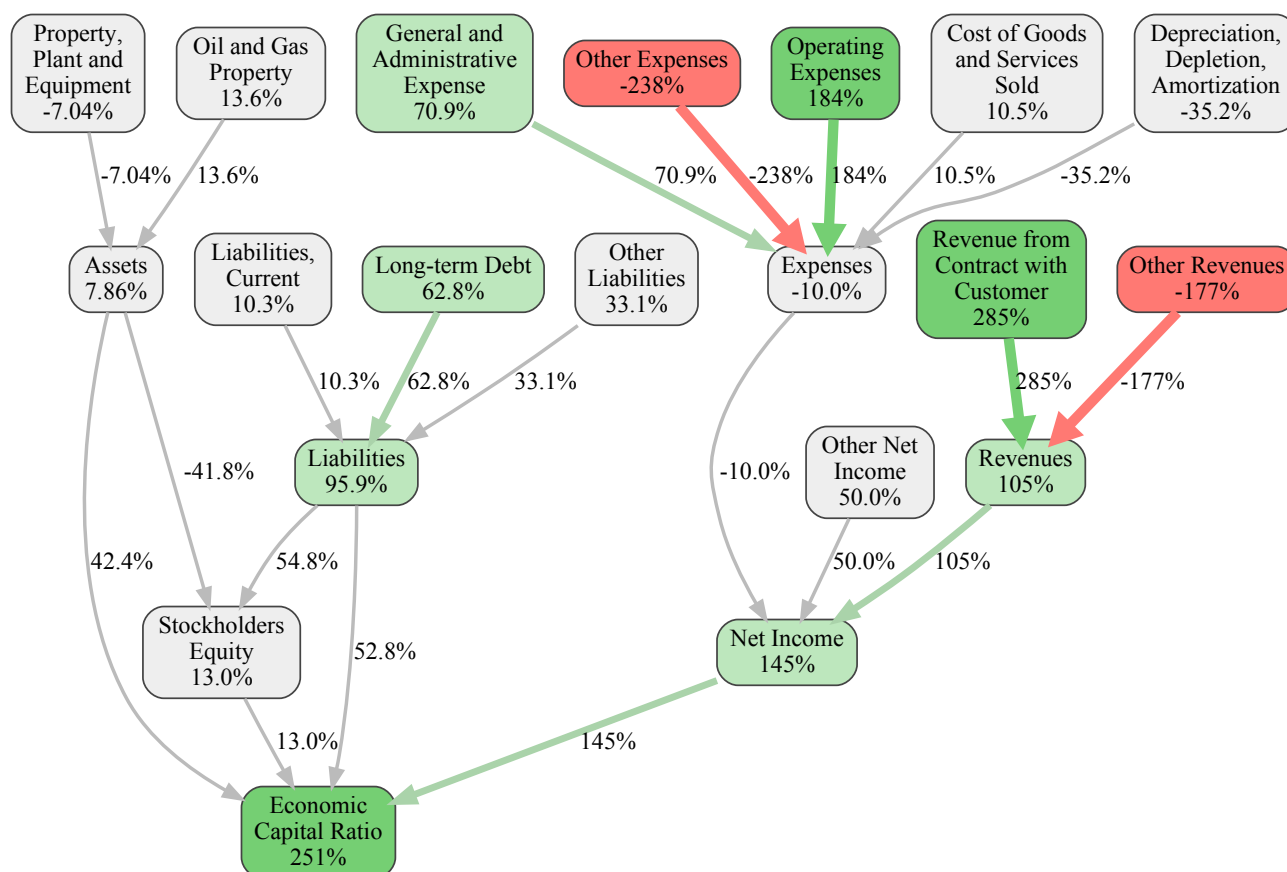 Property,
Plant and
Equipment
-7.04%
Oil and Gas
Property
13.6%
General and
Administrative
Expense
70.9%
Other Expenses
-238%
Operating
Expenses
184%
Cost of Goods
and Services
Sold
10.5%
Depreciation,
Depletion,
Amortization
-35.2%
-7.04%
13.6%
70.9%
-238%
184%
10.5%
-35.2%
Assets
7.86%
Liabilities,
Current
10.3%
Long-term Debt
62.8%
Other
Liabilities
33.1%
Expenses
-10.0%
Revenue from
Contract with
Customer
285%
Other Revenues
-177%
10.3%
62.8%
33.1%
285%
-177%
-41.8%
Liabilities
95.9%
-10.0%
Other Net
Income
50.0%
Revenues
105%
42.4%
54.8%
50.0%
105%
Stockholders
Equity
13.0%
52.8%
Net Income
145%
13.0%
145%
Economic
Capital Ratio
251%